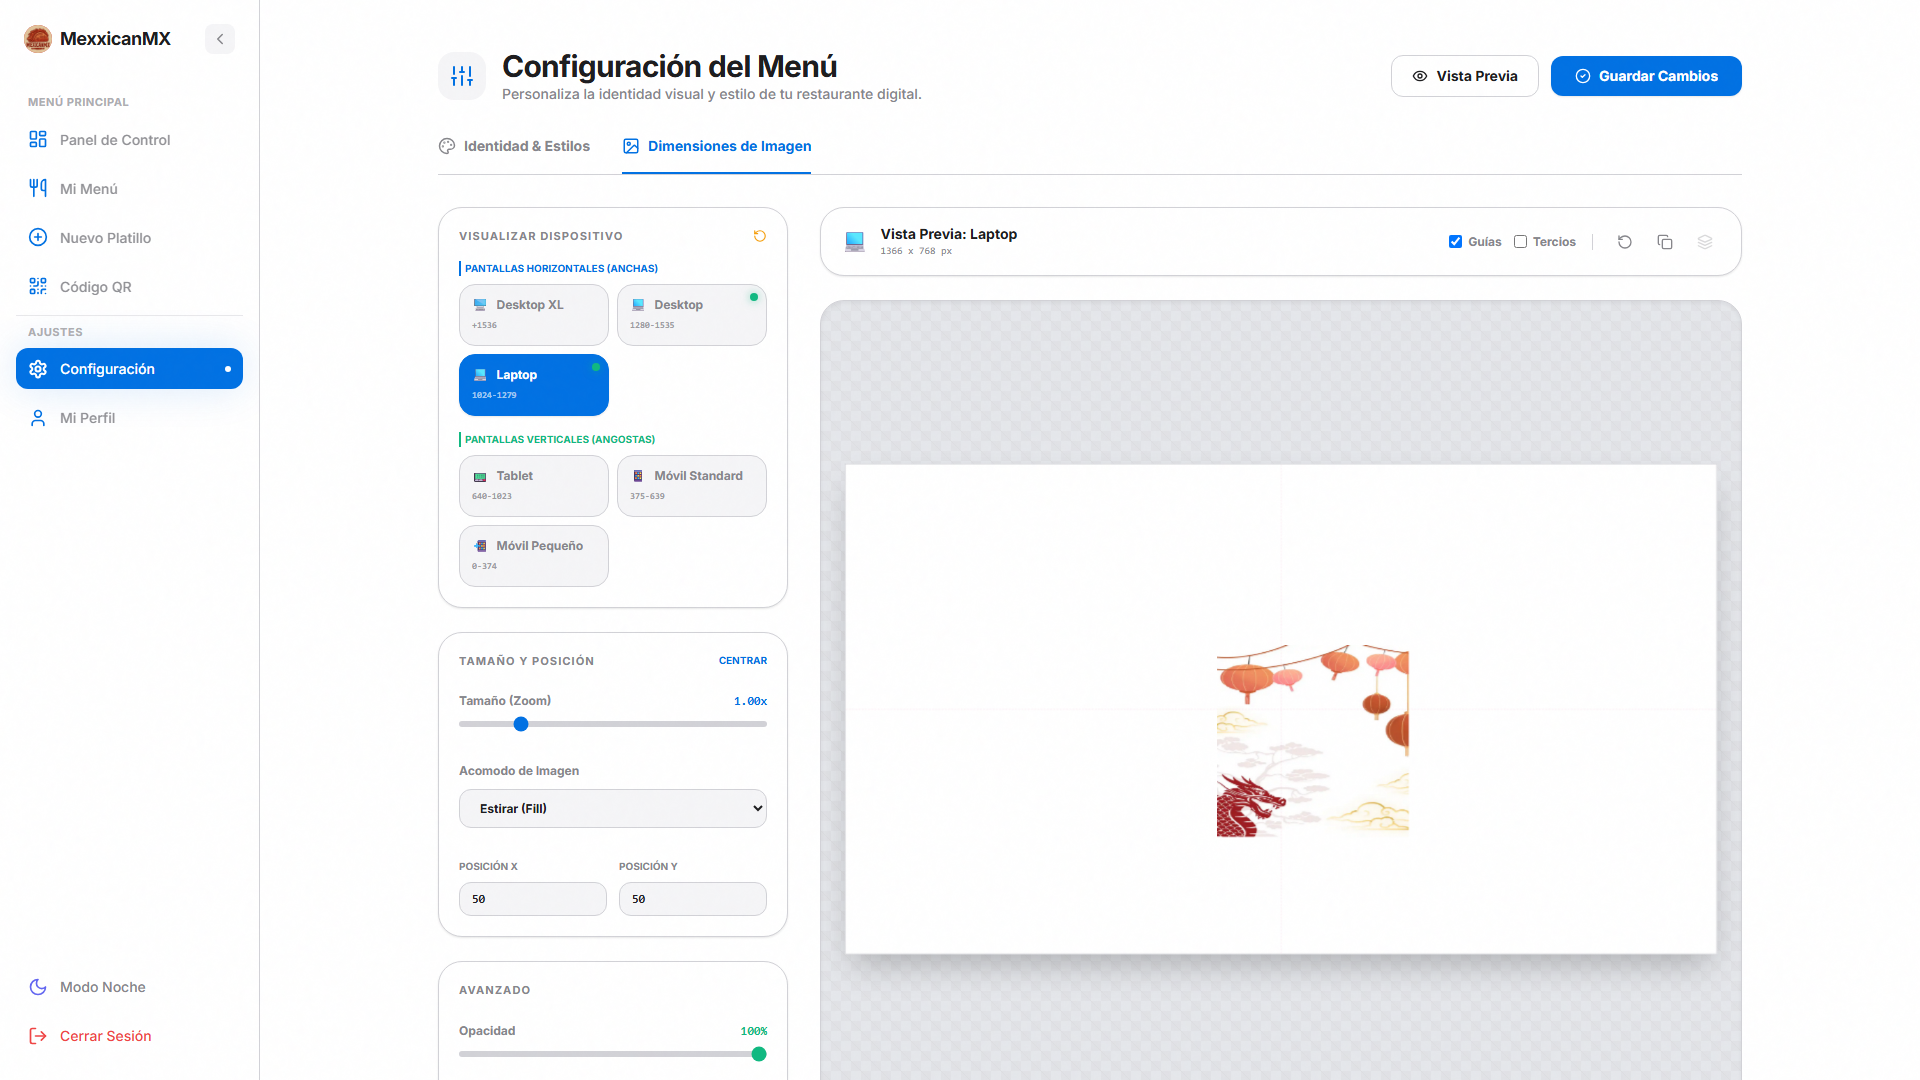 MexxicanMX
MENÚ PRINCIPAL
Panel de Control
Mi Menú
Nuevo Platillo
Código QR
AJUSTES
Configuración
Mi Perfil
Modo Noche
Cerrar Sesión
Configuración del Menú
Personaliza la identidad visual y estilo de tu restaurante digital.
Vista Previa
Guardar Cambios
Identidad & Estilos
Dimensiones de Imagen
VISUALIZAR DISPOSITIVO
PANTALLAS HORIZONTALES (ANCHAS)
Desktop XL
+1536
Desktop
1280-1535
Laptop
1024-1279
PANTALLAS VERTICALES (ANGOSTAS)
Tablet
640-1023
Móvil Standard
375-639
Móvil Pequeño
0-374
TAMAÑO Y POSICIÓN
CENTRAR
Tamaño (Zoom)
1.00x
Acomodo de Imagen
Estirar (Fill)
POSICIÓN X
POSICIÓN Y
50
50
AVANZADO
Opacidad
100%
Vista Previa: Laptop
1366 x 768 px
Guías
Tercios